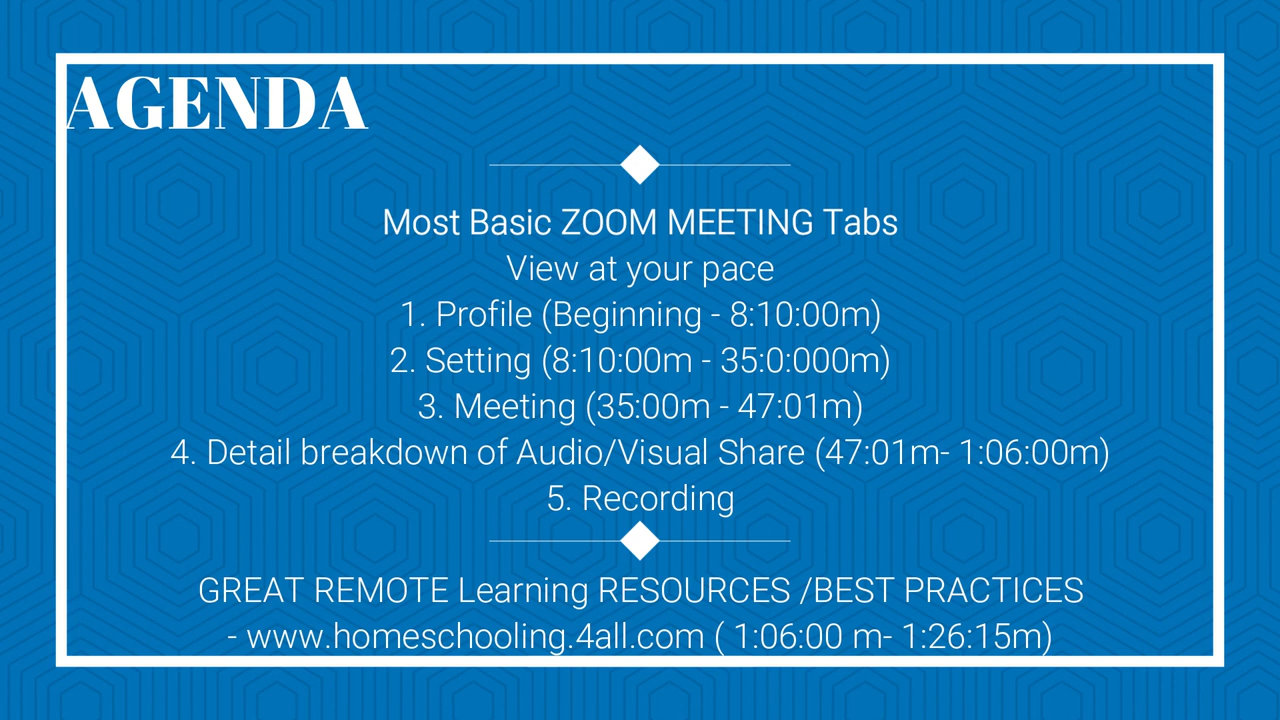 AGENDA
Most Basic ZOOM MEETING Tabs
View at your pace
1. Profile (Beginning - 8:10:00m)
2. Setting (8:10:00m - 35:0:000m)
3. Meeting (35:00m - 47:01m)
4. Detail breakdown of Audio/Visual Share (47:01m- 1:06:00m)
5. Recording
GREAT REMOTE Learning RESOURCES /BEST PRACTICES
- www.homeschooling.4all.com ( 1:06:00 m- 1:26:15m)